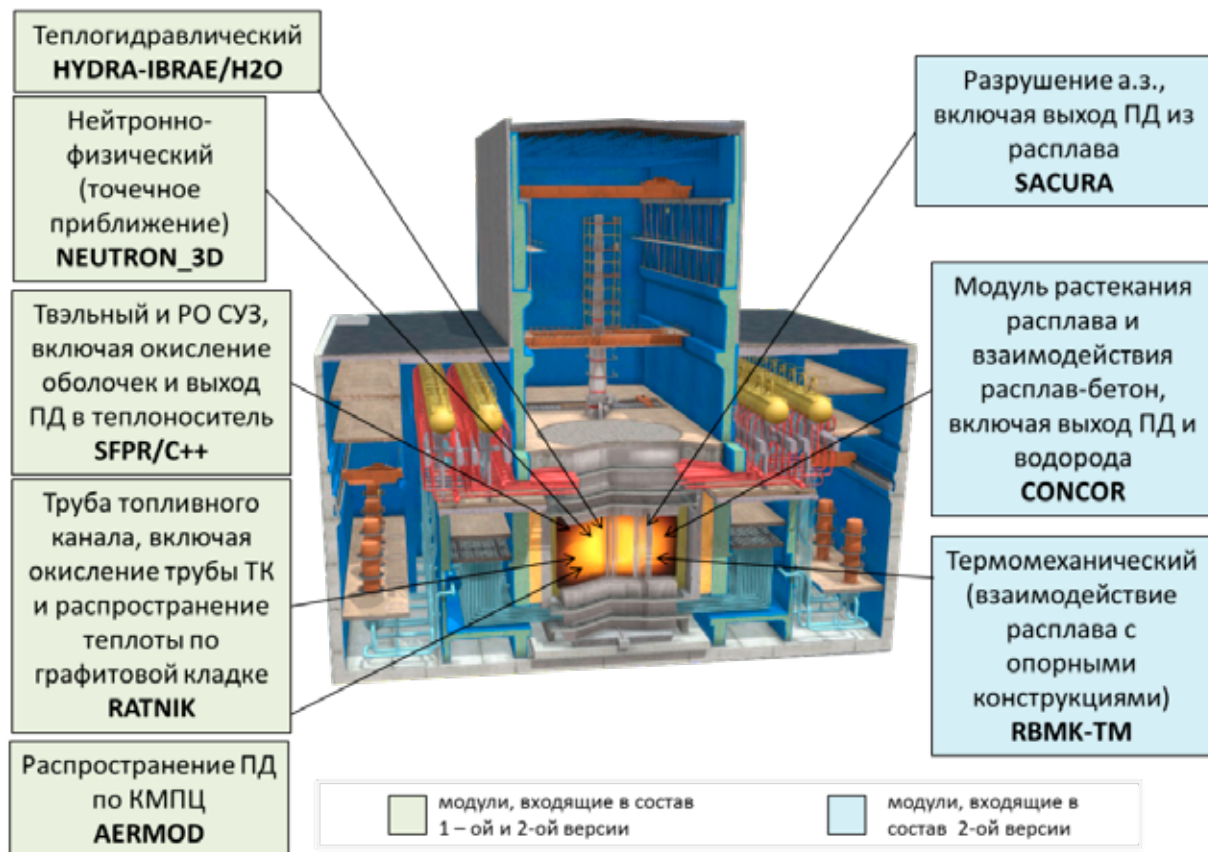 Теплогидравлический
HYDRA-IBRAE/H2O
Нейтронно-
физический
(точечное
приближение)
NEUTRON_3D
Твэльный и РО СУЗ,
включая окисление
оболочек и выход
ПД в теплоноситель
SFPR/C++
Труба топливного
канала, включая
окисление трубы ТК
и распространение
теплоты по
графитовой кладке
RATNIK
Распространение ПД
по КМПЦ
AERMOD
Разрушение а.з.,
включая выход ПД из
расплава
SACURA
Модуль растекания
расплава и
взаимодействия
расплав-бетон,
включая выход ПД и
водорода
CONCOR
Термомеханический
(взаимодействие
расплава с
опорными
конструкциями)
RBMK-TM
модули, входящие в состав
1 – ой и 2-ой версии
модули, входящие в
состав 2-ой версии